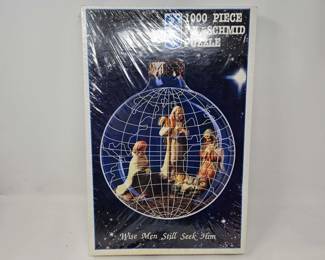 1000 PIECE
SCHMID
PUZZLE
Wise Men Still Seek Him